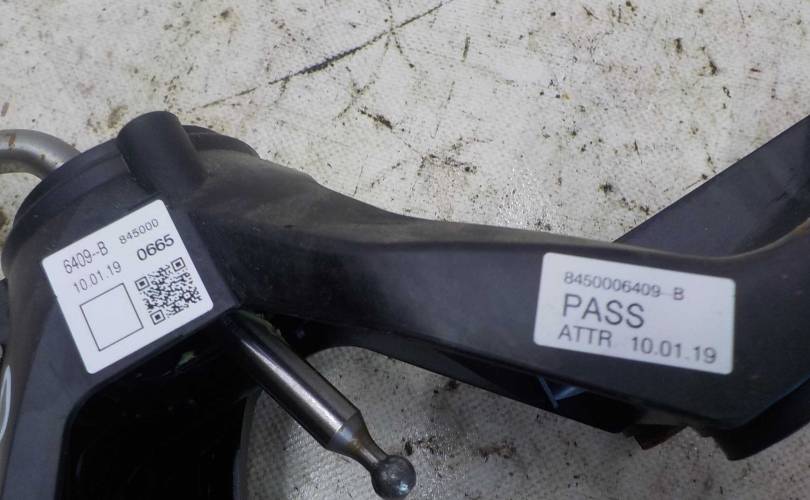 6409--B 845000
10.01.19 0665
8450006409 B
PASS
ATTR 10.01.19